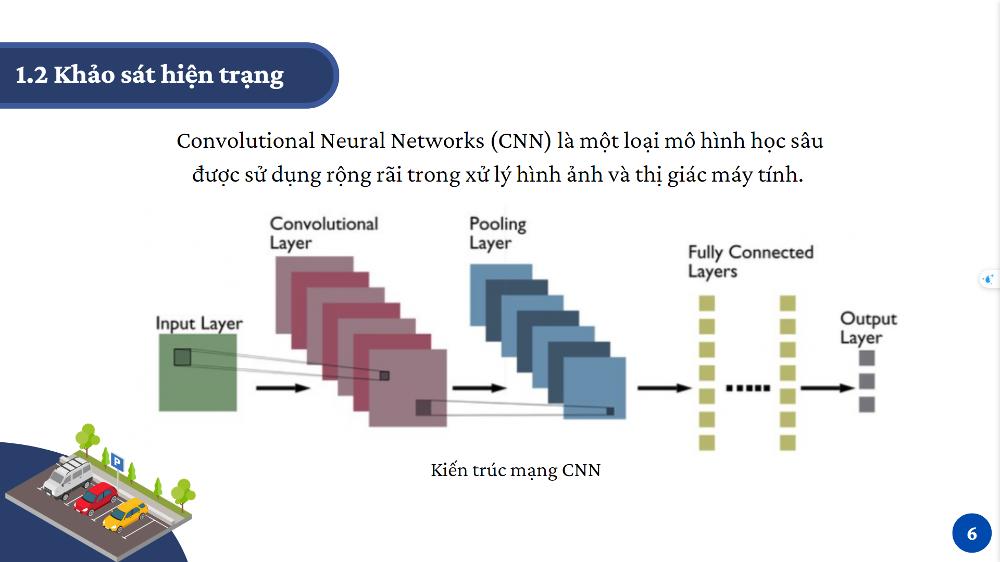 1.2 Khảo sát hiện trạng
Convolutional Neural Networks (CNN) là một loại mô hình học sâu
được sử dụng rộng rãi trong xử lý hình ảnh và thị giác máy tính.
Convolutional
Layer
Pooling
Layer
Fully Connected
Layers
Input Layer
Output
Layer
Kiến trúc mạng CNN
P
6